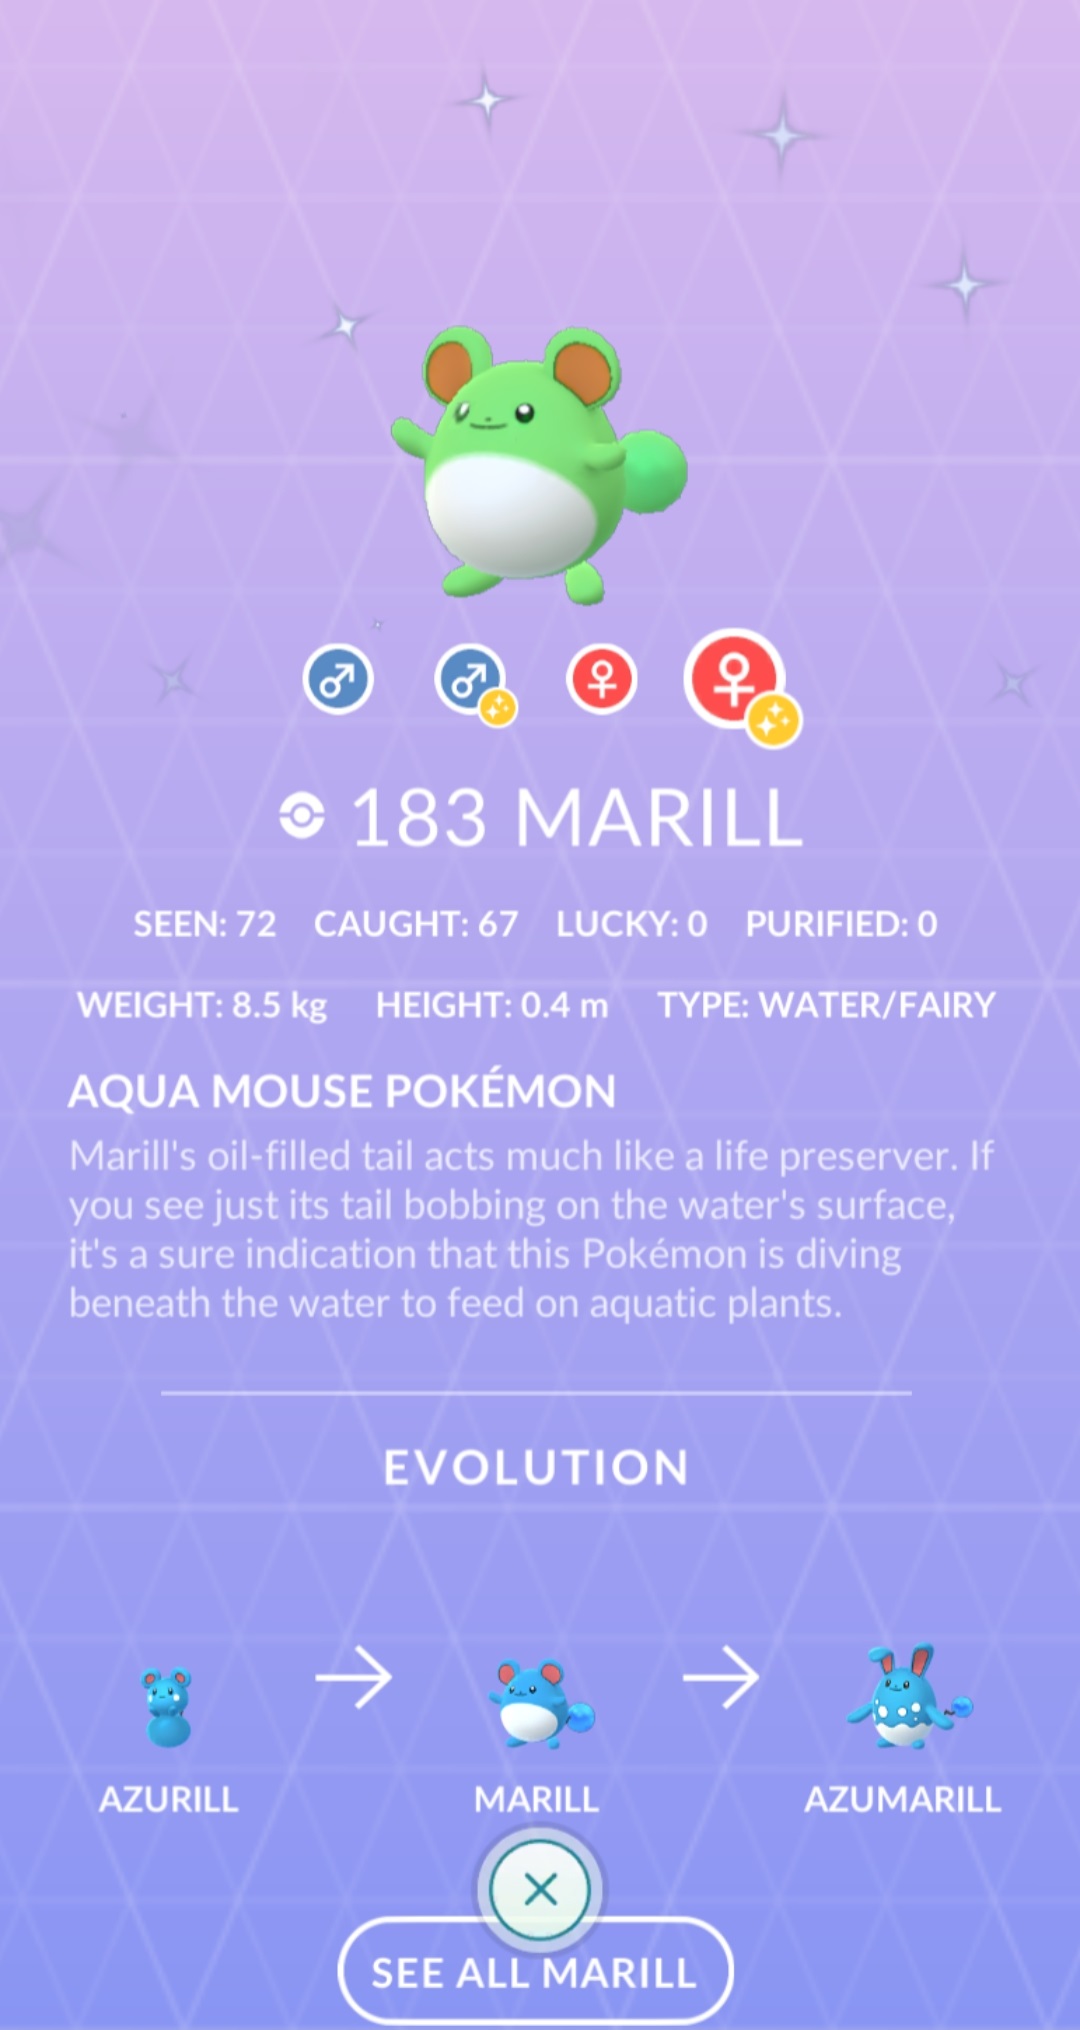 183 MARILL
SEEN: 72 CAUGHT: 67 LUCKY: 0 PURIFIED: 0
WEIGHT: 8.5 kg HEIGHT: 0.4 m TYPE: WATER/FAIRY
AQUA MOUSE POKÉMON
Marill's oil-filled tail acts much like a life preserver. If
you see just its tail bobbing on the water's surface,
it's a sure indication that this Pokémon is diving
beneath the water to feed on aquatic plants.
EVOLUTION
AZURILL MARILL AZUMARILL
SEE ALL MARILL